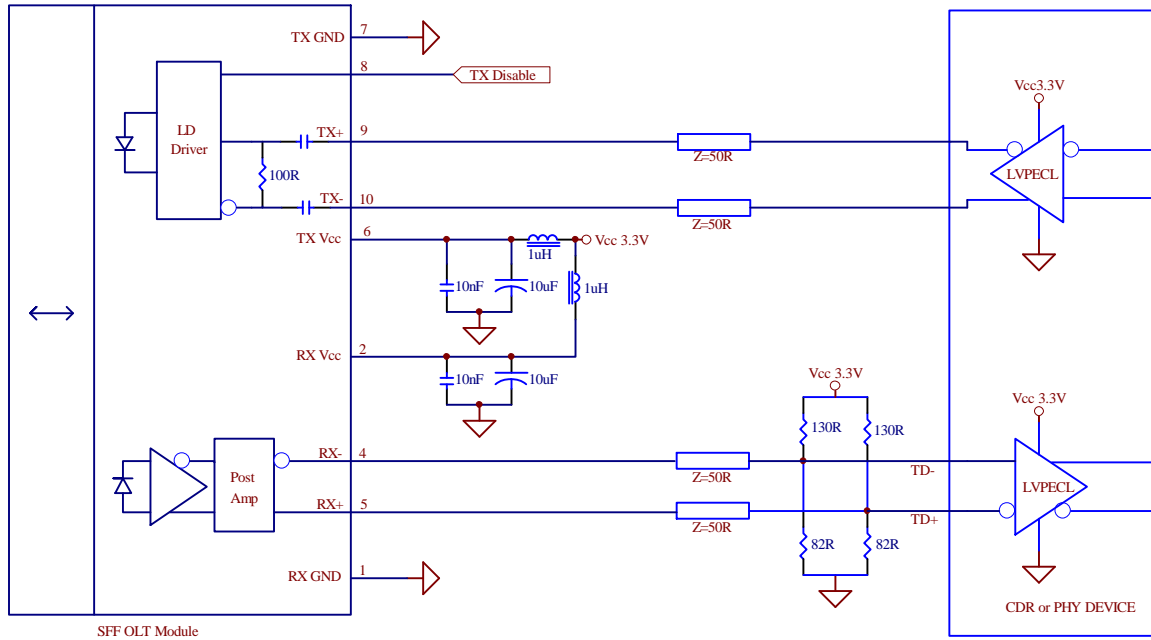 TX GND
7
8
TX Disable
Vcc3.3V
LD
Driver
TX+
9
Z=50R
100R
LVPECL
TX-
10
Z=50R
TX Vcc
6
Vcc 3.3V
1uH
10nF
10uF
1uH
RX Vcc
2
10nF
10uF
Vcc 3.3V
Vcc 3.3V
130R
130R
RX-
4
Z=50R
TD-
Post
Amp
LVPECL
RX+
5
Z=50R
TD+
82R
82R
RX GND
1
CDR or PHY DEVICE
SFF OLT Module